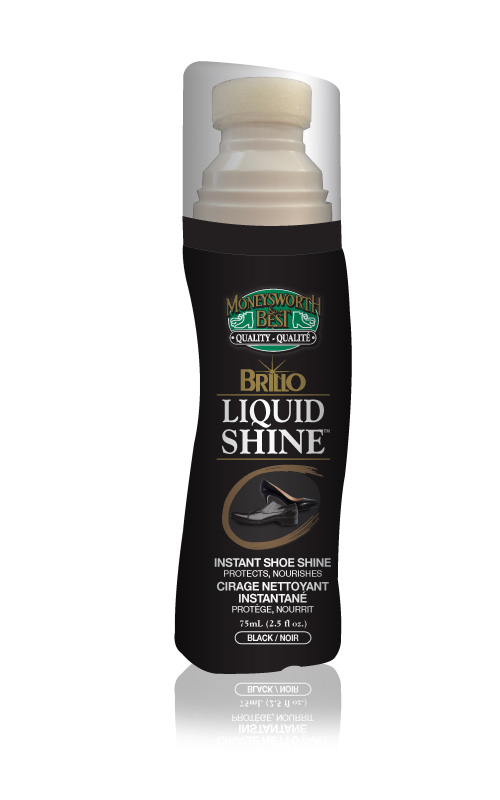 MONEYSWORTH
& BEST
• QUALITY - QUALITÉ •
BRILLO
LIQUID
SHINE™
INSTANT SHOE SHINE
PROTECTS, NOURISHES
CIRAGE NETTOYANT
INSTANTANÉ
PROTÈGE, NOURRIT
75mL (2.5 fl oz.)
BLACK / NOIR